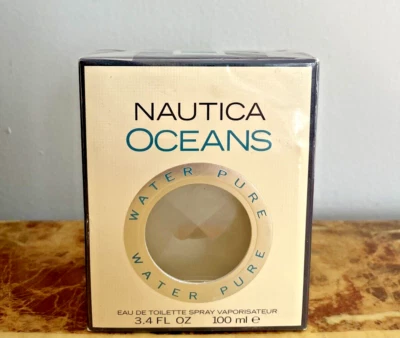 NAUTICA
OCEANS
WATER PURE
WATER PURE
EAU DE TOILETTE SPRAY VAPORISATEUR
3.4 FL OZ 100 ml e